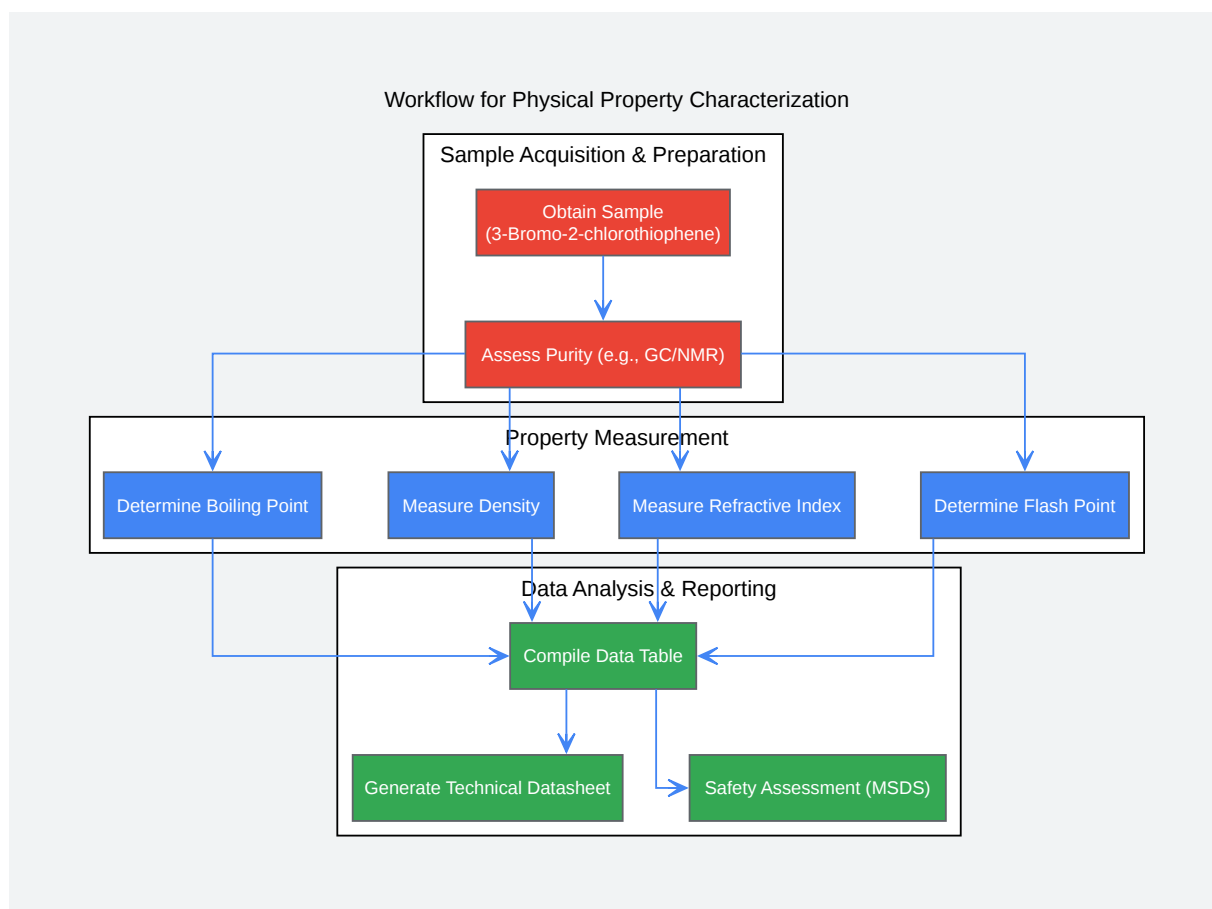 Workflow for Physical Property Characterization
Sample Acquisition & Preparation
Obtain Sample
(3-Bromo-2-chlorothiophene)
Assess Purity (e.g., GC/NMR)
Property Measurement
Determine Boiling Point
Measure Density
Measure Refractive Index
Determine Flash Point
Data Analysis & Reporting
Compile Data Table
Generate Technical Datasheet
Safety Assessment (MSDS)